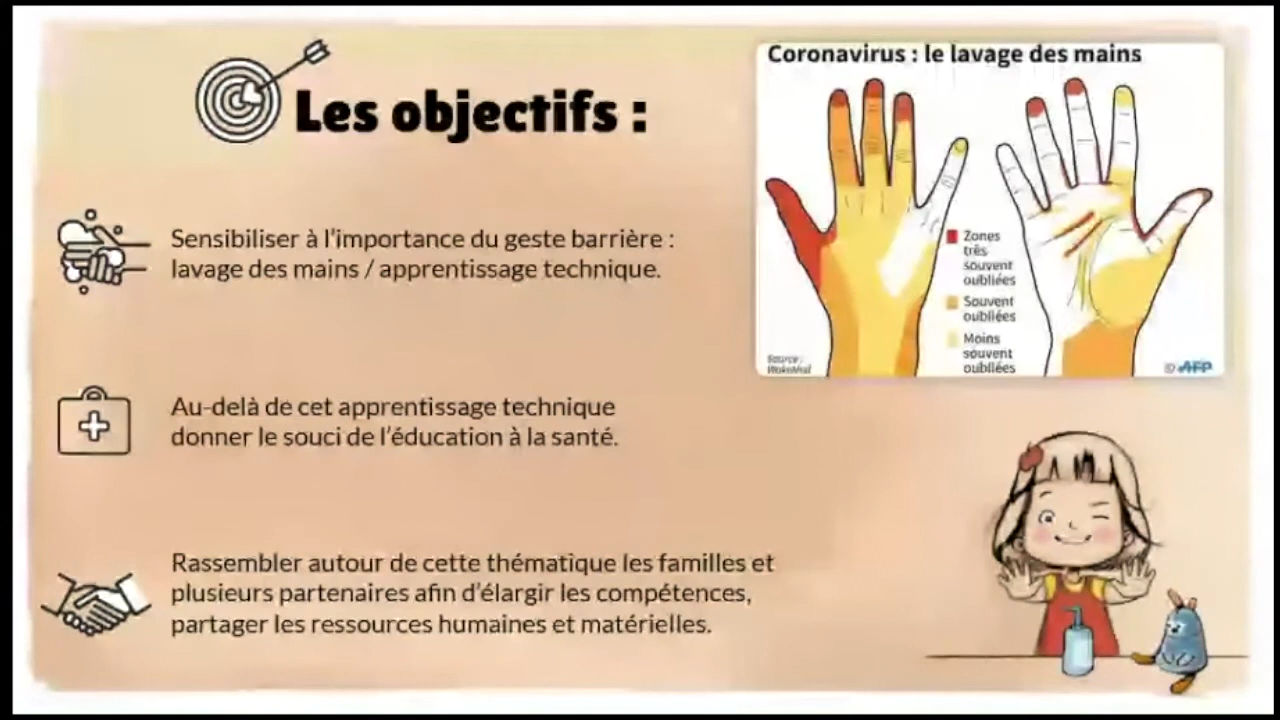 Les objectifs :
Sensibiliser à l'importance du geste barrière :
lavage des mains / apprentissage technique.
Au-delà de cet apprentissage technique
donner le souci de l'éducation à la santé.
Rassembler autour de cette thématique les familles et
plusieurs partenaires afin d'élargir les compétences,
partager les ressources humaines et matérielles.
Coronavirus : le lavage des mains
Zones
très
souvent
oubliées
Souvent
oubliées
Moins
souvent
oubliées
Source :
© AFP